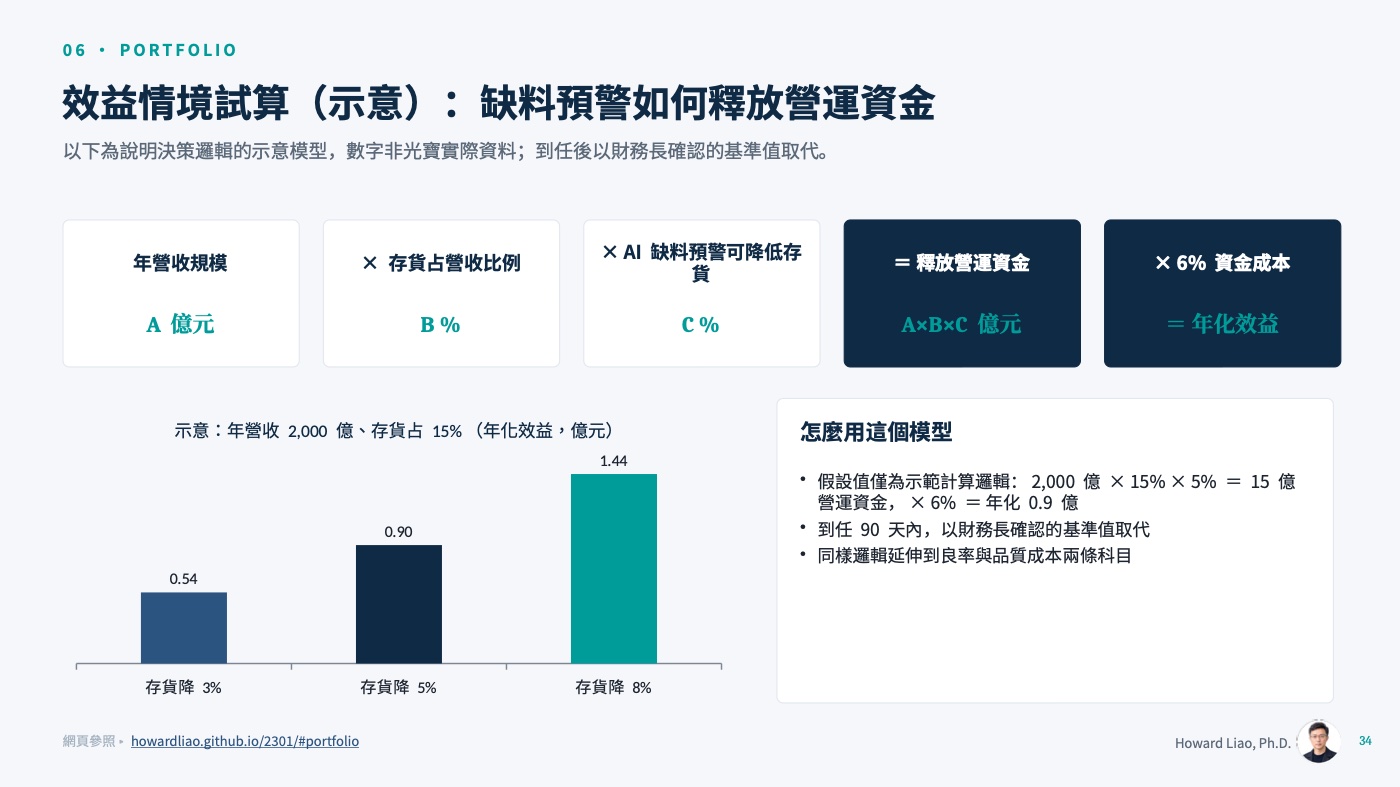 06 • PORTFOLIO
效益情境試算（示意）：缺料預警如何釋放營運資金
以下為說明決策邏輯的示意模型，數字非光寶實際資料；到任後以財務長確認的基準值取代。
年營收規模
A 億元
× 存貨占營收比例
B %
× AI 缺料預警可降低存
貨
C %
＝ 釋放營運資金
A×B×C 億元
× 6% 資金成本
＝ 年化效益
示意：年營收 2,000 億、存貨占 15%（年化效益，億元）
1.44
0.90
0.54
存貨降 3%
存貨降 5%
存貨降 8%
怎麼用這個模型
• 假設值僅為示範計算邏輯： 2,000 億 × 15% × 5% ＝ 15 億
營運資金， × 6% ＝年化 0.9 億
• 到任 90 天內，以財務長確認的基準值取代
• 同樣邏輯延伸到良率與品質成本兩條科目
網頁參照 ▸ howardliao.github.io/2301/#portfolio
Howard Liao, Ph.D.
34